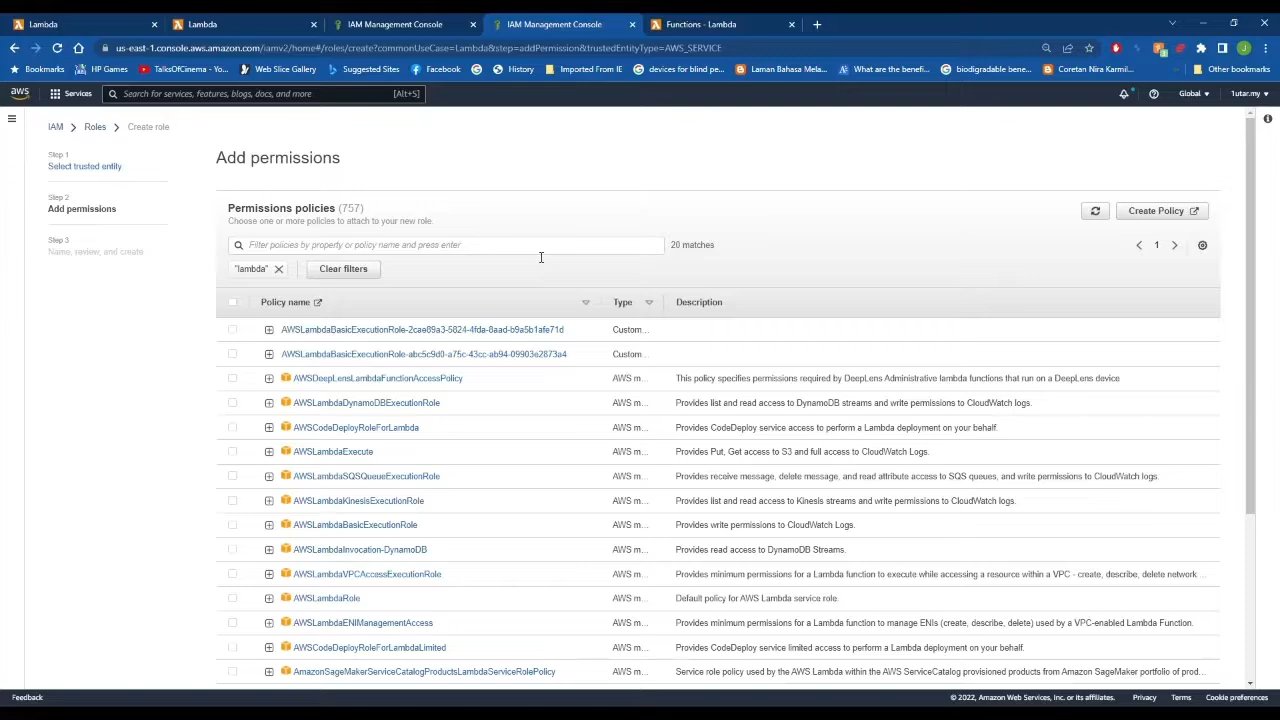 Lambda
Lambda
IAM Management Console
IAM Management Console
Functions - Lambda
us-east-1.console.aws.amazon.com/iamv2/home#/roles/create?commonUseCase=Lambda&step=addPermission&trustedEntityType=AWS_SERVICE
Bookmarks HP Games TalksOfCinema - Yo... Web Slice Gallery Suggested Sites Facebook History Imported From IE devices for blind pe... Laman Bahasa Mela... What are the benefi... biodigradable bene... Coretan Nira Karmil... Other bookmarks
aws Services Search for services, features, blogs, docs, and more [Alt+S] Global 1utar.my
IAM Roles Create role
Step 1
Select trusted entity
Step 2
Add permissions
Step 3
Name, review, and create
Add permissions
Permissions policies (757)
Choose one or more policies to attach to your new role.
Create Policy
Filter policies by property or policy name and press enter 20 matches 1
"lambda" Clear filters
Policy name Type Description
AWSLambdaBasicExecutionRole-2cae89a3-5824-4fda-8aad-b9a5b1afe71d Custom...
AWSLambdaBasicExecutionRole-abc5c9d0-a75c-43cc-ab94-09903e2873a4 Custom...
AWSDeepLensLambdaFunctionAccessPolicy AWS m... This policy specifies permissions required by DeepLens Administrative lambda functions that run on a DeepLens device
AWSLambdaDynamoDBExecutionRole AWS m... Provides list and read access to DynamoDB streams and write permissions to CloudWatch logs.
AWSCodeDeployRoleForLambda AWS m... Provides CodeDeploy service access to perform a Lambda deployment on your behalf.
AWSLambdaExecute AWS m... Provides Put, Get access to S3 and full access to CloudWatch Logs.
AWSLambdaSQSQueueExecutionRole AWS m... Provides receive message, delete message, and read attribute access to SQS queues, and write permissions to CloudWatch logs.
AWSLambdaKinesisExecutionRole AWS m... Provides list and read access to Kinesis streams and write permissions to CloudWatch logs.
AWSLambdaBasicExecutionRole AWS m... Provides write permissions to CloudWatch Logs.
AWSLambdaInvocation-DynamoDB AWS m... Provides read access to DynamoDB Streams.
AWSLambdaVPCAccessExecutionRole AWS m... Provides minimum permissions for a Lambda function to execute while accessing a resource within a VPC - create, describe, delete network ...
AWSLambdaRole AWS m... Default policy for AWS Lambda service role.
AWSLambdaENIManagementAccess AWS m... Provides minimum permissions for a Lambda function to manage ENIs (create, describe, delete) used by a VPC-enabled Lambda Function.
AWSCodeDeployRoleForLambdaLimited AWS m... Provides CodeDeploy service limited access to perform a Lambda deployment on your behalf.
AmazonSageMakerServiceCatalogProductsLambdaServiceRolePolicy AWS m... Service role policy used by the AWS Lambda within the AWS ServiceCatalog provisioned products from Amazon SageMaker portfolio of prod...
Feedback © 2022, Amazon Web Services, Inc. or its affiliates. Privacy Terms Cookie preferences